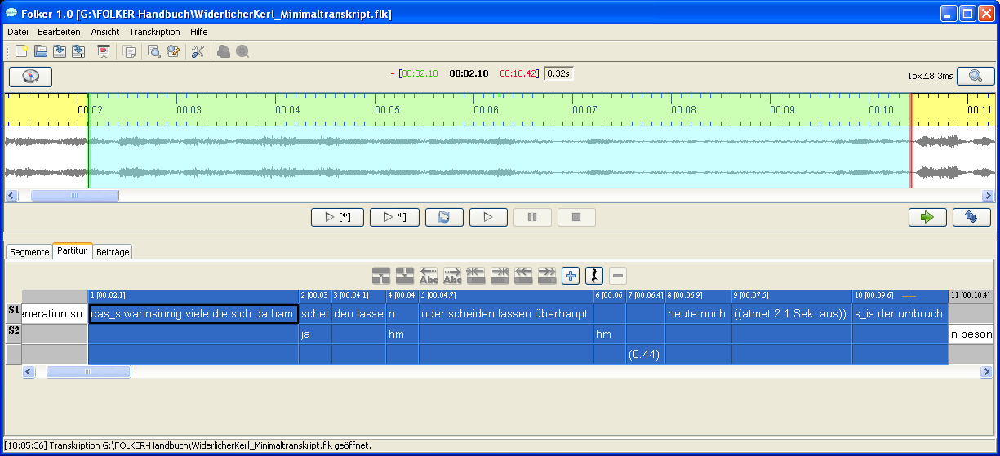 Folker 1.0 [G:\FOLKER-Handbuch\WiderlicherKerl_Minimaltranskript.flk]
Datei Bearbeiten Ansicht Transkription Hilfe
- [00:02.10] 00:02.10 00:10.42] 8.32s 1px≙8.3ms
00:02 00:03 00:04 00:05 00:06 00:07 00:08 00:09 00:10 00:11
[*] *]
Segmente Partitur Beiträge
Abc Abc
1 [00:02.1] 2 [00:03 3 [00:04.1] 4 [00:04 5 [00:04.7] 6 [00:06 7 [00:06.4] 8 [00:06.9] 9 [00:07.5] 10 [00:09.6] 11 [00:10.4]
S1 eneration so das_s wahnsinnig viele die sich da ham schei den lasse n oder scheiden lassen überhaupt heute noch ((atmet 2.1 Sek. aus)) s_is der umbruch
S2 ja hm hm n beson
(0.44)
[18:05:36] Transkription G:\FOLKER-Handbuch\WiderlicherKerl_Minimaltranskript.flk geöffnet.